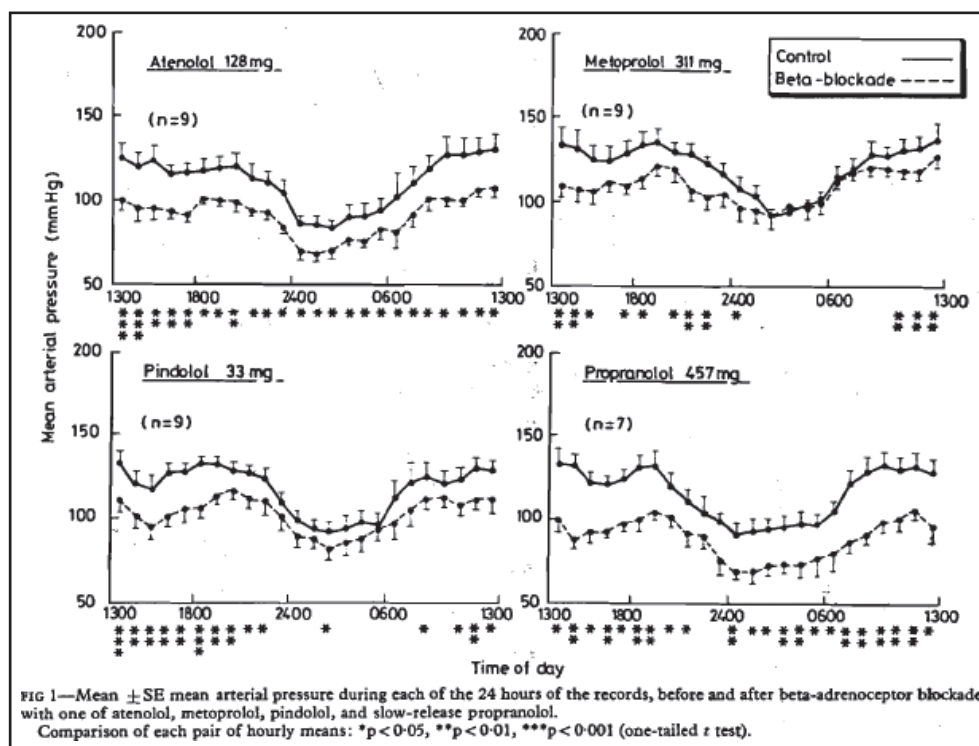 200
150
100
50
Atenolol 128mg
(n=9)
1300 1800 2400 0600 1300
200
150
100
50
Metoprolol 311 mg
(n=9)
1300 1800 2400 0600 1300
Control
Beta-blockade
Mean arterial pressure (mmHg)
200
150
100
50
Pindolol 33mg
(n=9)
1300 1800 2400 0600 1300
200
150
100
50
Propranolol 457mg
(n=7)
1300 1800 2400 0600 1300
Time of day
FIG 1—Mean ±SE mean arterial pressure during each of the 24 hours of the records, before and after beta-adrenoceptor blockade
with one of atenolol, metoprolol, pindolol, and slow-release propranolol.
Comparison of each pair of hourly means: *p<0·05, **p<0·01, ***p<0·001 (one-tailed t test).